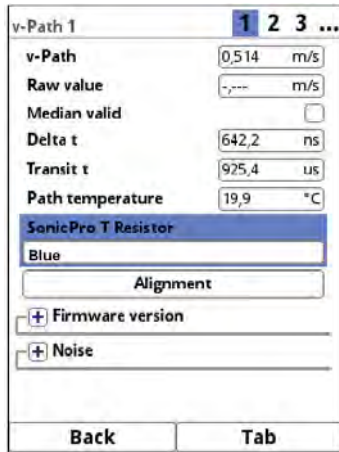 v-Path 1 1 2 3 ...
v-Path 0,514 m/s
Raw value -,--- m/s
Median valid
Delta t 642,2 ns
Transit t 925,4 us
Path temperature 19,9 °C
SonicPro T Resistor
Blue
Alignment
+ Firmware version
+ Noise
Back Tab